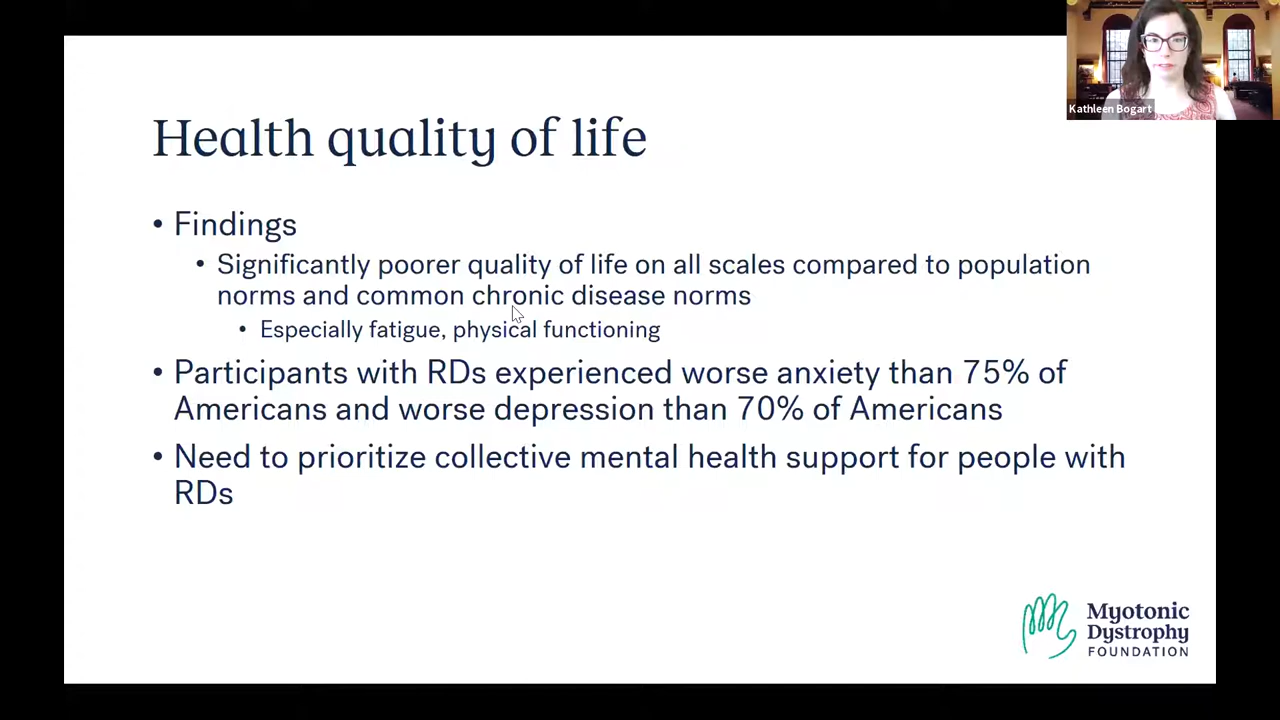 Kathleen Bogart
Health quality of life
• Findings
• Significantly poorer quality of life on all scales compared to population
norms and common chronic disease norms
• Especially fatigue, physical functioning
• Participants with RDs experienced worse anxiety than 75% of
Americans and worse depression than 70% of Americans
• Need to prioritize collective mental health support for people with
RDs
Myotonic
Dystrophy
FOUNDATION